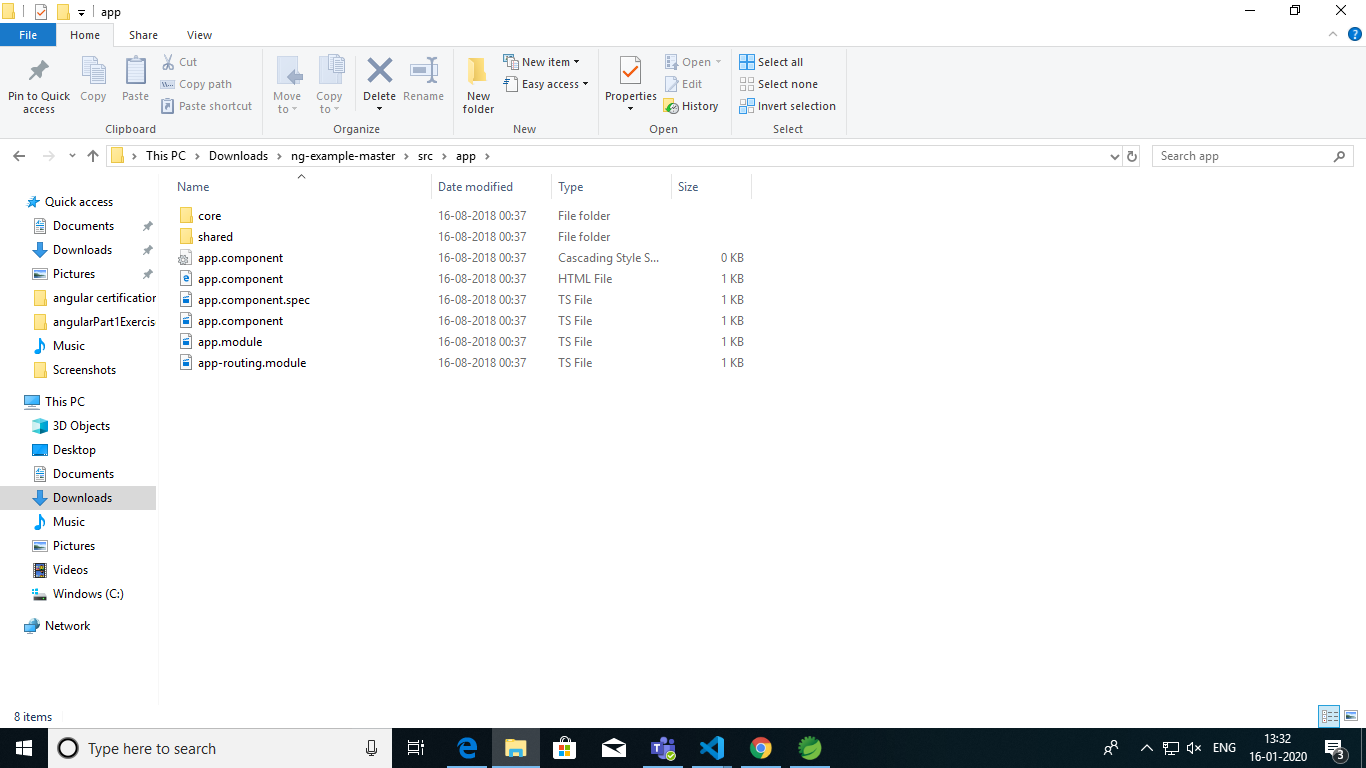 app
File Home Share View
Pin to Quick access
Copy
Paste
Cut
Copy path
Paste shortcut
Clipboard
Move to
Copy to
Delete
Rename
Organize
New folder
New item
Easy access
New
Properties
Open
Edit
History
Open
Select all
Select none
Invert selection
Select
This PC Downloads ng-example-master src app
Search app
Quick access
Documents
Downloads
Pictures
angular certification
angularPart1Exercis
Music
Screenshots
This PC
3D Objects
Desktop
Documents
Downloads
Music
Pictures
Videos
Windows (C:)
Network
Name Date modified Type Size
core 16-08-2018 00:37 File folder
shared 16-08-2018 00:37 File folder
app.component 16-08-2018 00:37 Cascading Style S... 0 KB
app.component 16-08-2018 00:37 HTML File 1 KB
app.component.spec 16-08-2018 00:37 TS File 1 KB
app.component 16-08-2018 00:37 TS File 1 KB
app.module 16-08-2018 00:37 TS File 1 KB
app-routing.module 16-08-2018 00:37 TS File 1 KB
8 items
Type here to search
ENG
13:32
16-01-2020
3